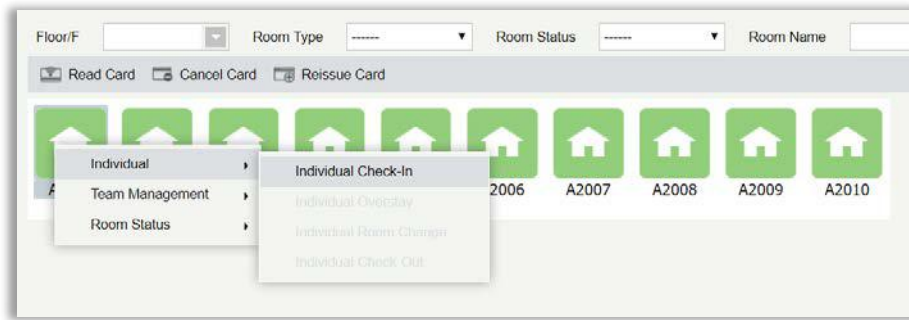 Floor/F Room Type ------ Room Status ------ Room Name
Read Card Cancel Card Reissue Card
A2006 A2007 A2008 A2009 A2010
Individual
Team Management
Room Status
Individual Check-In
Individual Overstay
Individual Room Change
Individual Check Out